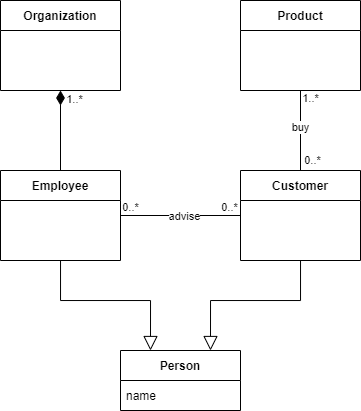 Organization
Product
1..*
1..*
buy
0..*
Employee
Customer
0..*
advise
0..*
Person
name